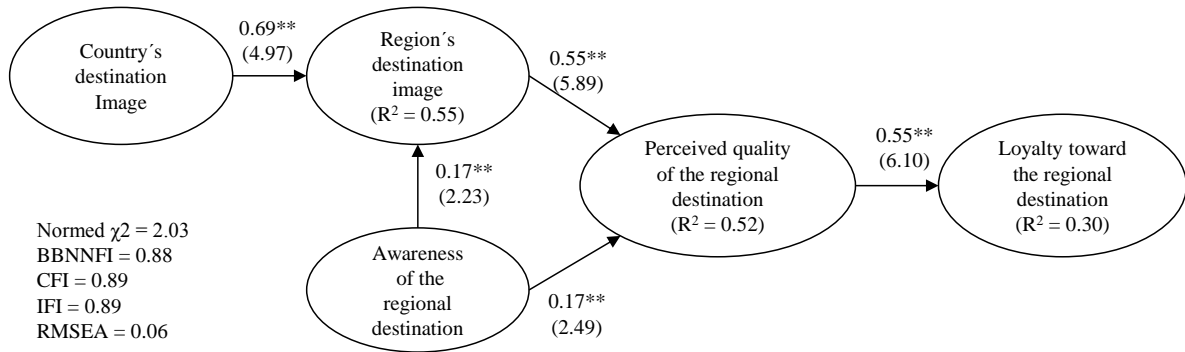 0.69**
(4.97)
Country´s
destination
Image
Region´s
destination
image
(R² = 0.55)
0.55**
(5.89)
0.17**
(2.23)
Perceived quality
of the regional
destination
(R² = 0.52)
0.55**
(6.10)
Loyalty toward
the regional
destination
(R² = 0.30)
Awareness
of the
regional
destination
0.17**
(2.49)
Normed χ2 = 2.03
BBNNFI = 0.88
CFI = 0.89
IFI = 0.89
RMSEA = 0.06